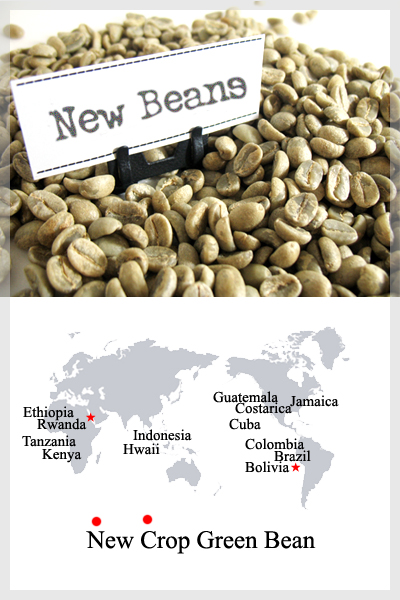 New Beans
Ethiopia
Rwanda
Tanzania
Kenya
Indonesia
Hwaii
Guatemala
Costarica
Jamaica
Cuba
Colombia
Brazil
Bolivia
New Crop Green Bean